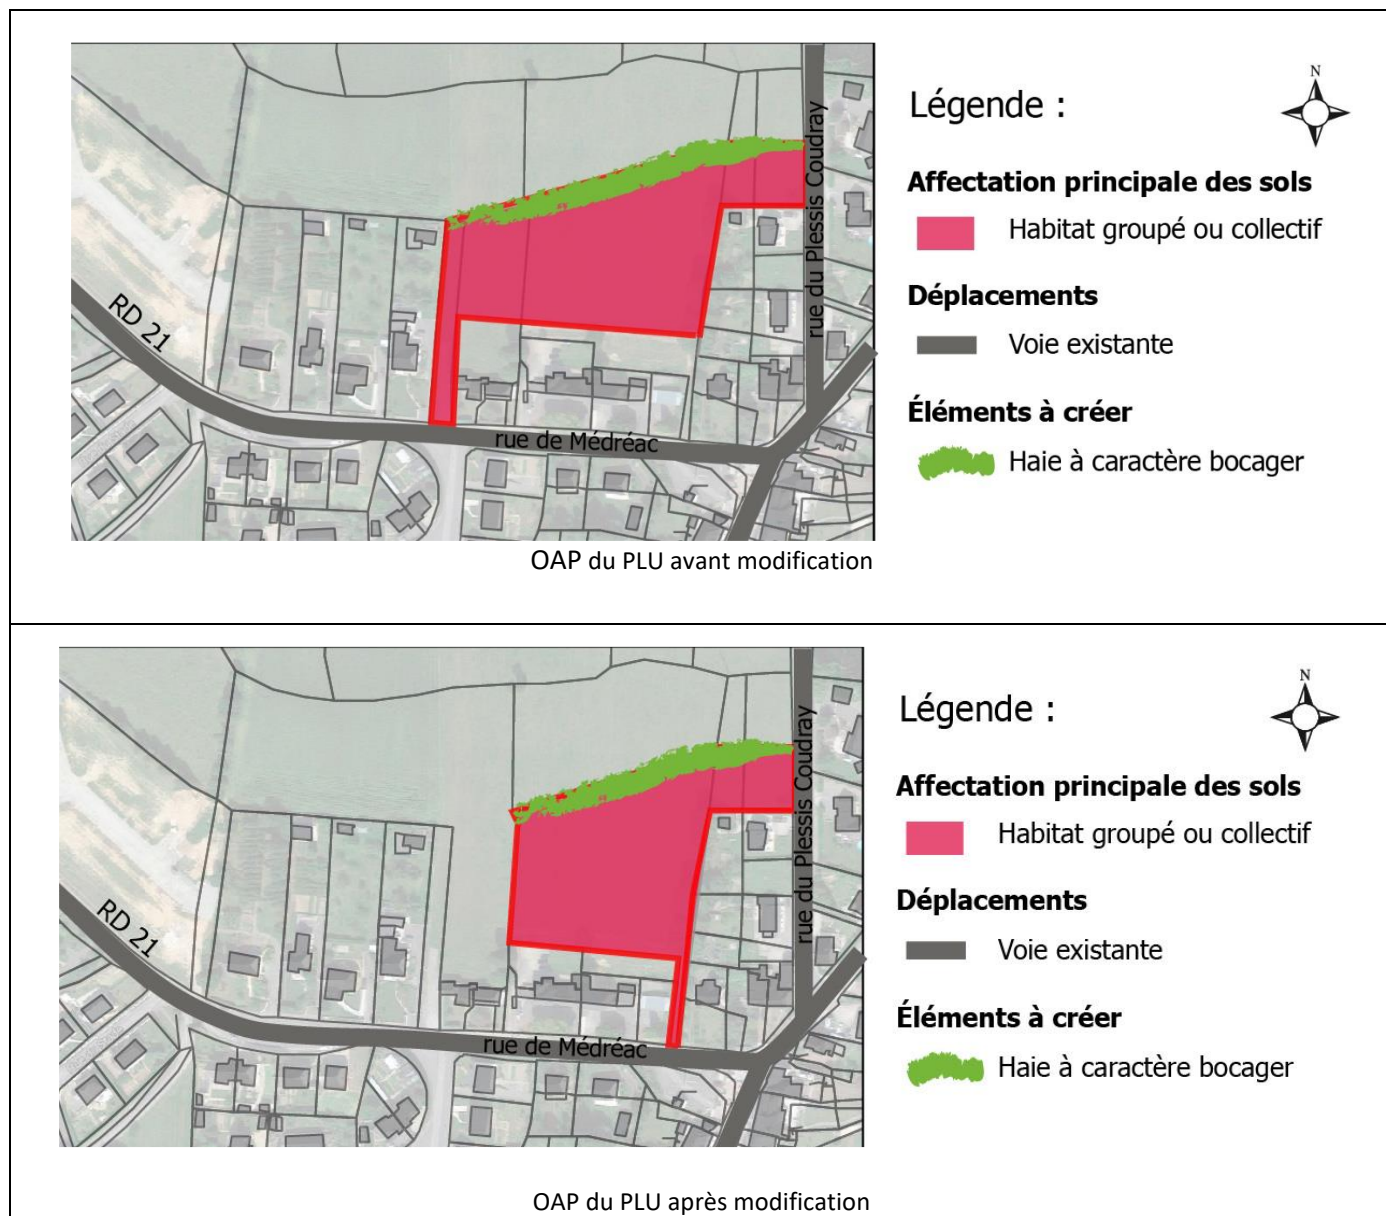 rue du Plessis Coudray
RD 21
rue de Médréac
OAP du PLU avant modification
Légende :
N
Affectation principale des sols
Habitat groupé ou collectif
Déplacements
Voie existante
Éléments à créer
Haie à caractère bocager
rue du Plessis Coudray
RD 21
rue de Médréac
OAP du PLU après modification
Légende :
N
Affectation principale des sols
Habitat groupé ou collectif
Déplacements
Voie existante
Éléments à créer
Haie à caractère bocager